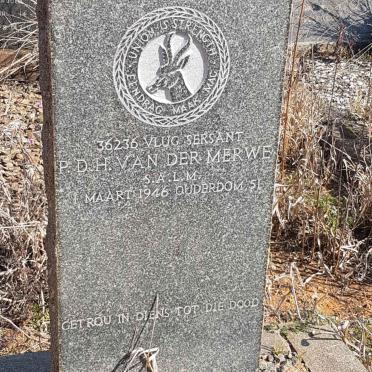 UNION IS STRENGTH
EENDRAG MAAK MAG
36236 VLUG SERSANT
P.D.H. VAN DER MERWE
S.A.L.M.
1 MAART 1946 OUDERDOM 51
GETROU IN DIENS TOT DIE DOOD